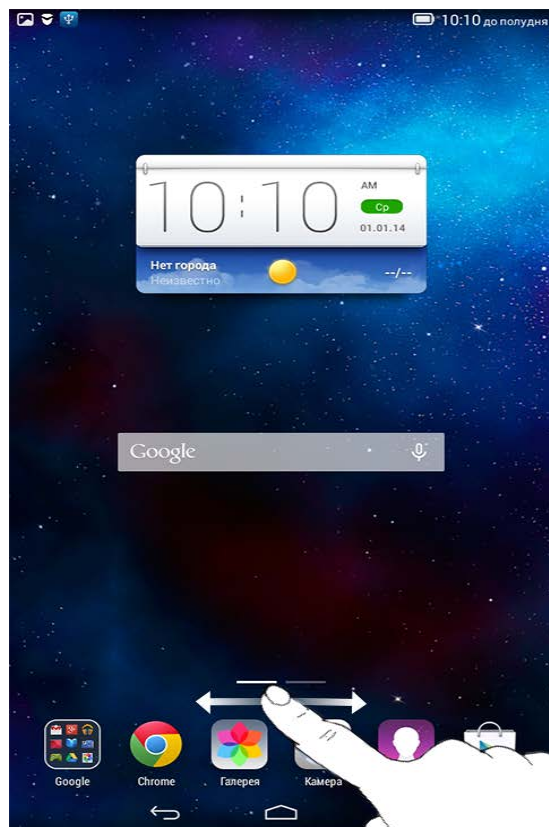 10:10 до полудня
10:10
AM
Ср
01.01.14
Нет города
Неизвестно
--/--
Google
Google
Chrome
Галерея
Камера